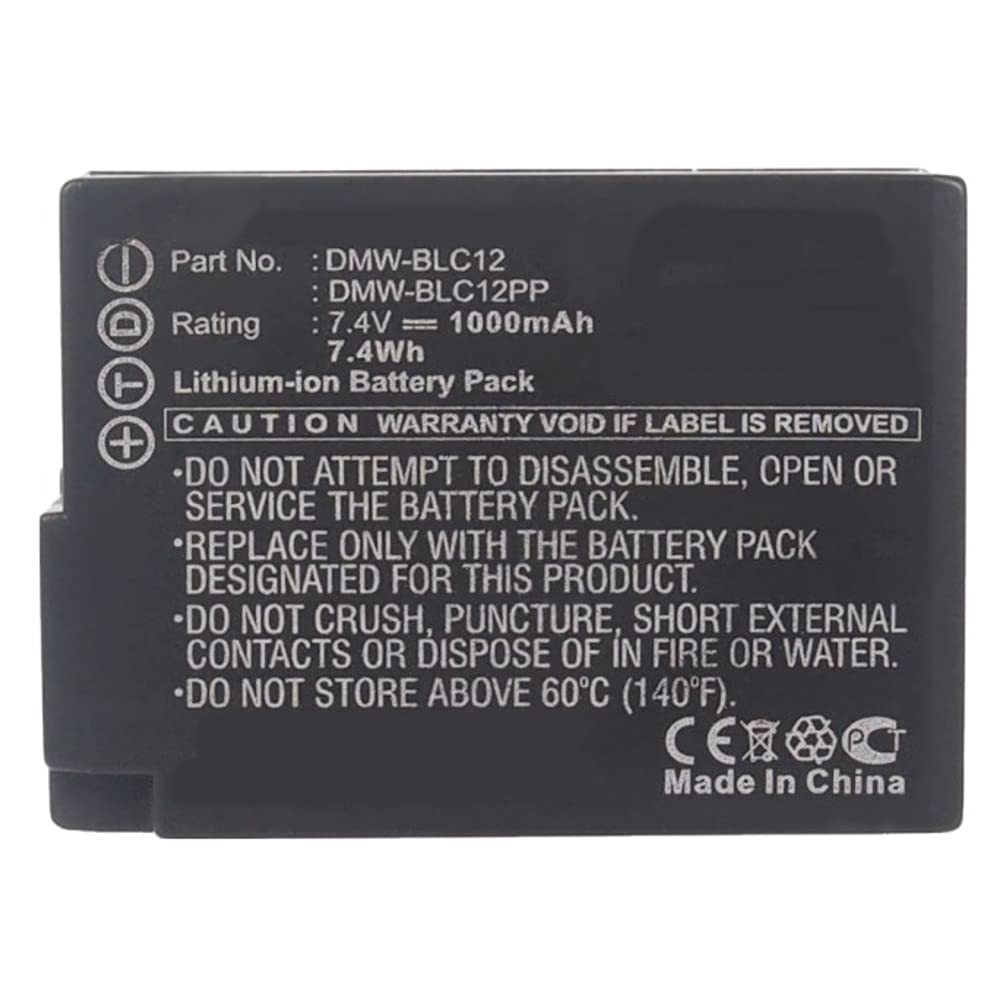 Part No. : DMW-BLC12
: DMW-BLC12PP
Rating : 7.4V 1000mAh
7.4Wh
Lithium-ion Battery Pack
D
T
CAUTION WARRANTY VOID IF LABEL IS REMOVED
•DO NOT ATTEMPT TO DISASSEMBLE, OPEN OR
SERVICE THE BATTERY PACK.
•REPLACE ONLY WITH THE BATTERY PACK
DESIGNATED FOR THIS PRODUCT.
•DO NOT CRUSH, PUNCTURE, SHORT EXTERNAL
CONTACTS OR DISPOSE OF IN FIRE OR WATER.
•DO NOT STORE ABOVE 60°C (140°F).
CE PCT
Made In China